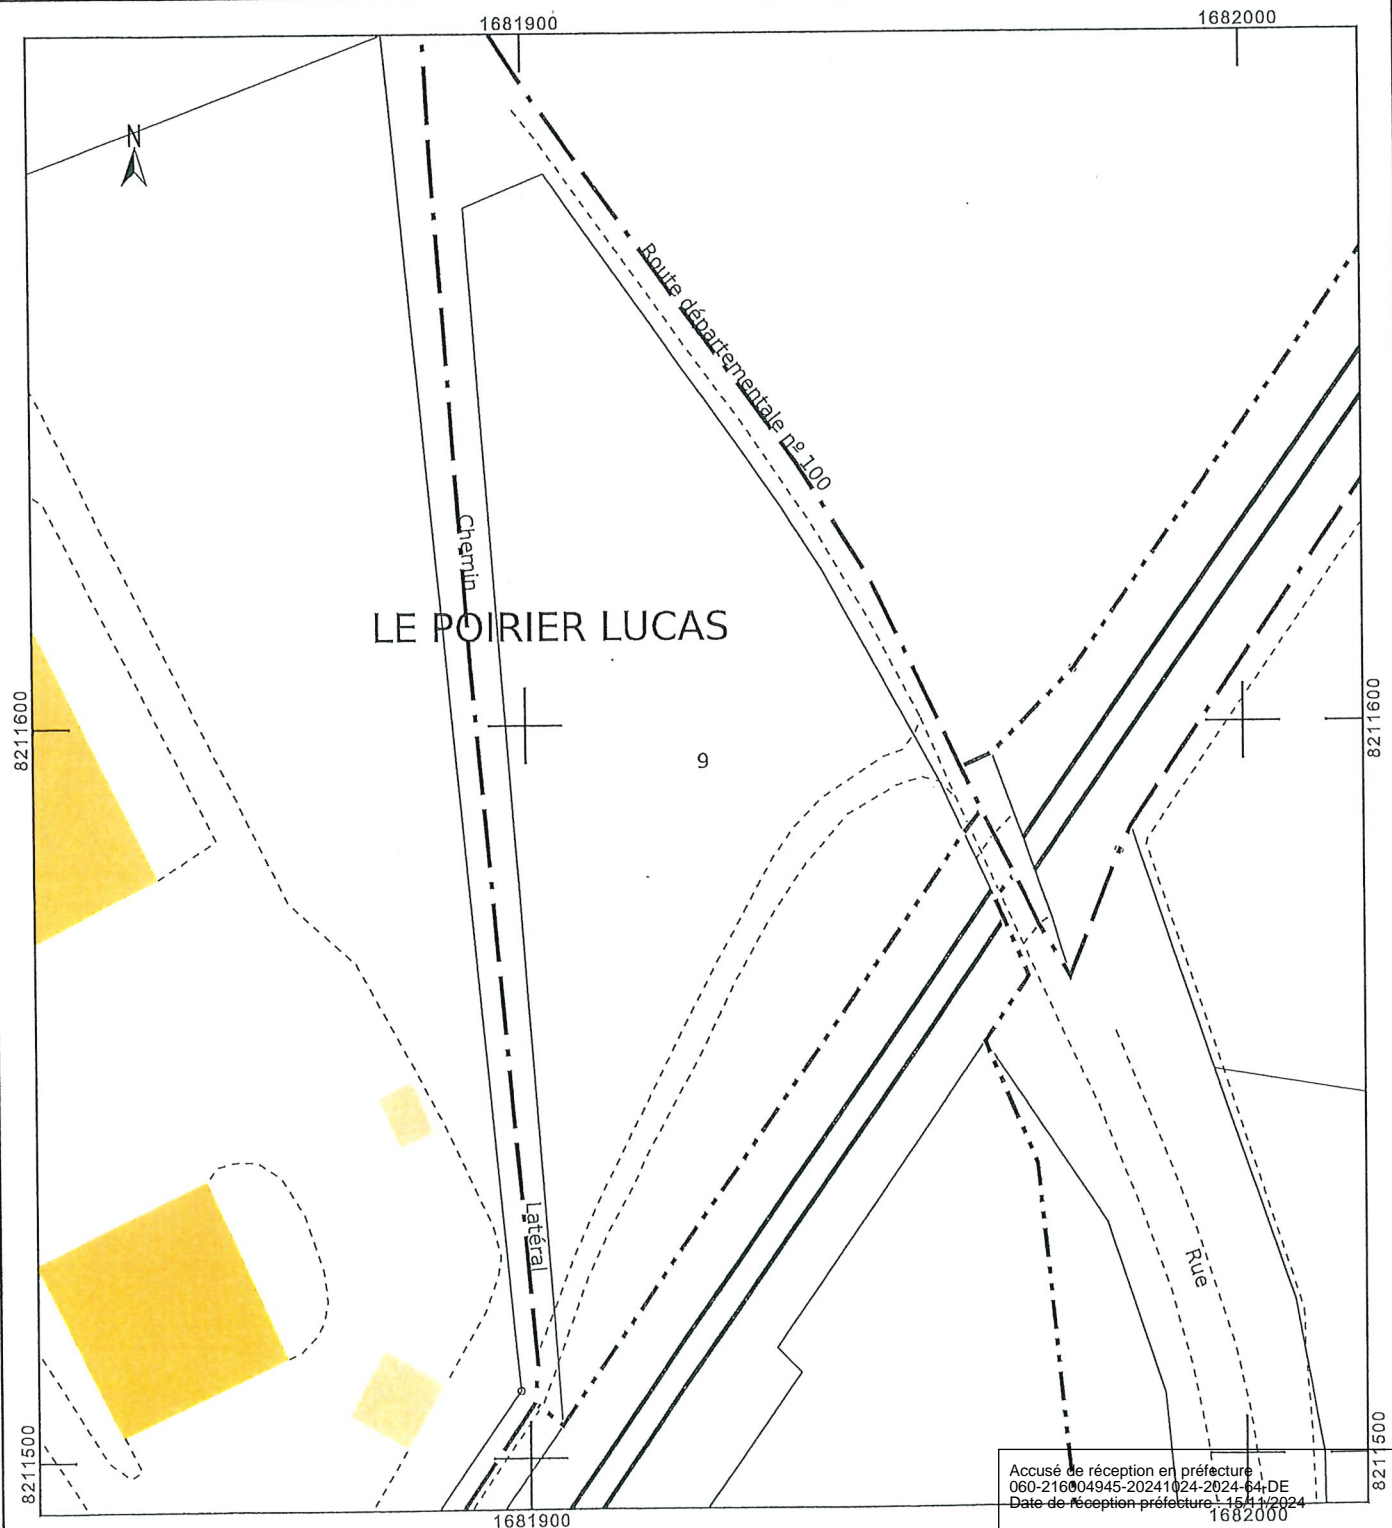 1681900
1682000
N
Route départementale nº 100
Chemin
LE POIRIER LUCAS
8211600
8211600
9
Latéral
Rue
8211500
8211500
Accusé de réception en préfecture
060-216004945-20241024-2024-64-DE
Date de réception préfecture : 15/11/2024
1681900
1682000